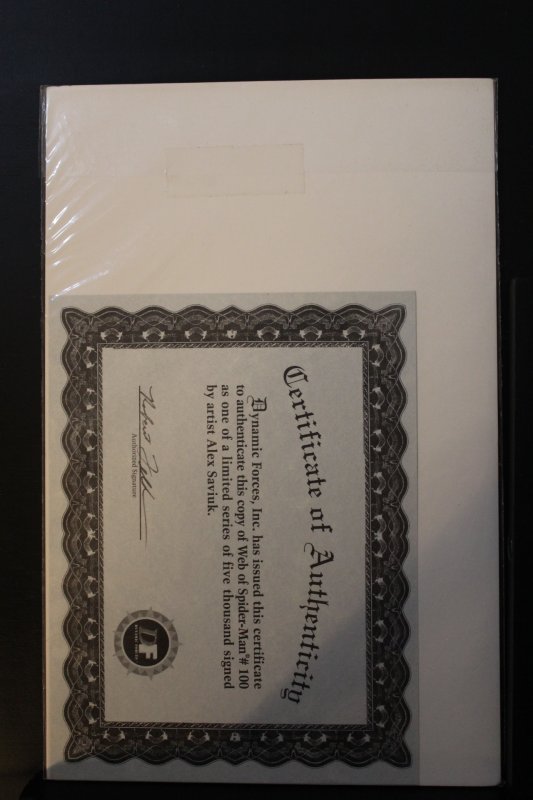 Certificate of Authenticity
Dynamic Forces, Inc. has issued this certificate
to authenticate this copy of Web of Spider-Man®# 100
as one of a limited series of five thousand signed
by artist Alex Saviuk.
Authorized Signature
DF